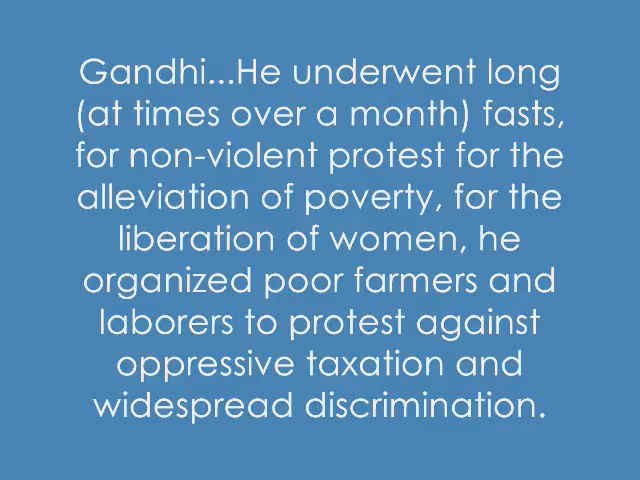 Gandhi...He underwent long
(at times over a month) fasts,
for non-violent protest for the
alleviation of poverty, for the
liberation of women, he
organized poor farmers and
laborers to protest against
oppressive taxation and
widespread discrimination.